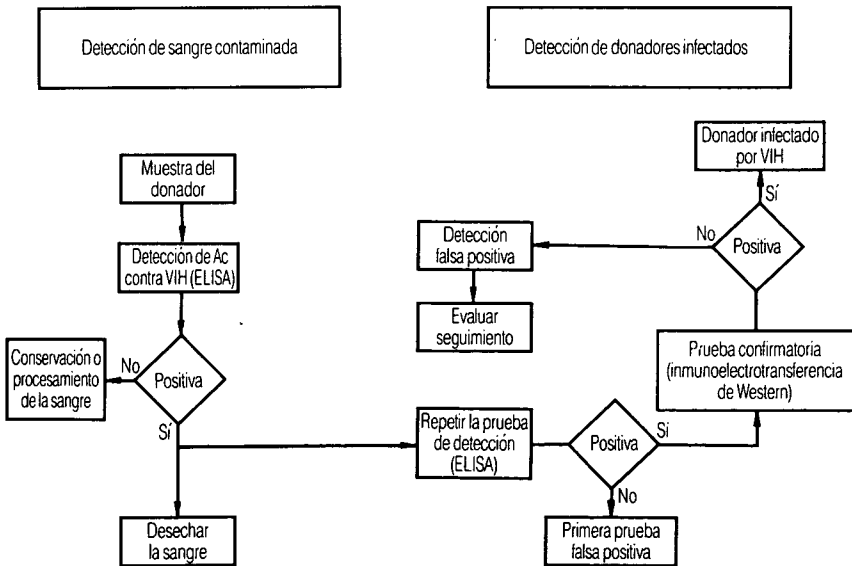 Detección de sangre contaminada
Detección de donadores infectados
Muestra del
donador
Detección de Ac
contra VIH (ELISA)
Positiva
No
Conservación o
procesamiento
de la sangre
Sí
Desechar
la sangre
Repetir la prueba
de detección
(ELISA)
Positiva
No
Primera prueba
falsa positiva
Sí
Prueba confirmatoria
(inmunoelectrotransferencia
de Western)
Positiva
No
Detección
falsa positiva
Evaluar
seguimiento
Sí
Donador infectado
por VIH